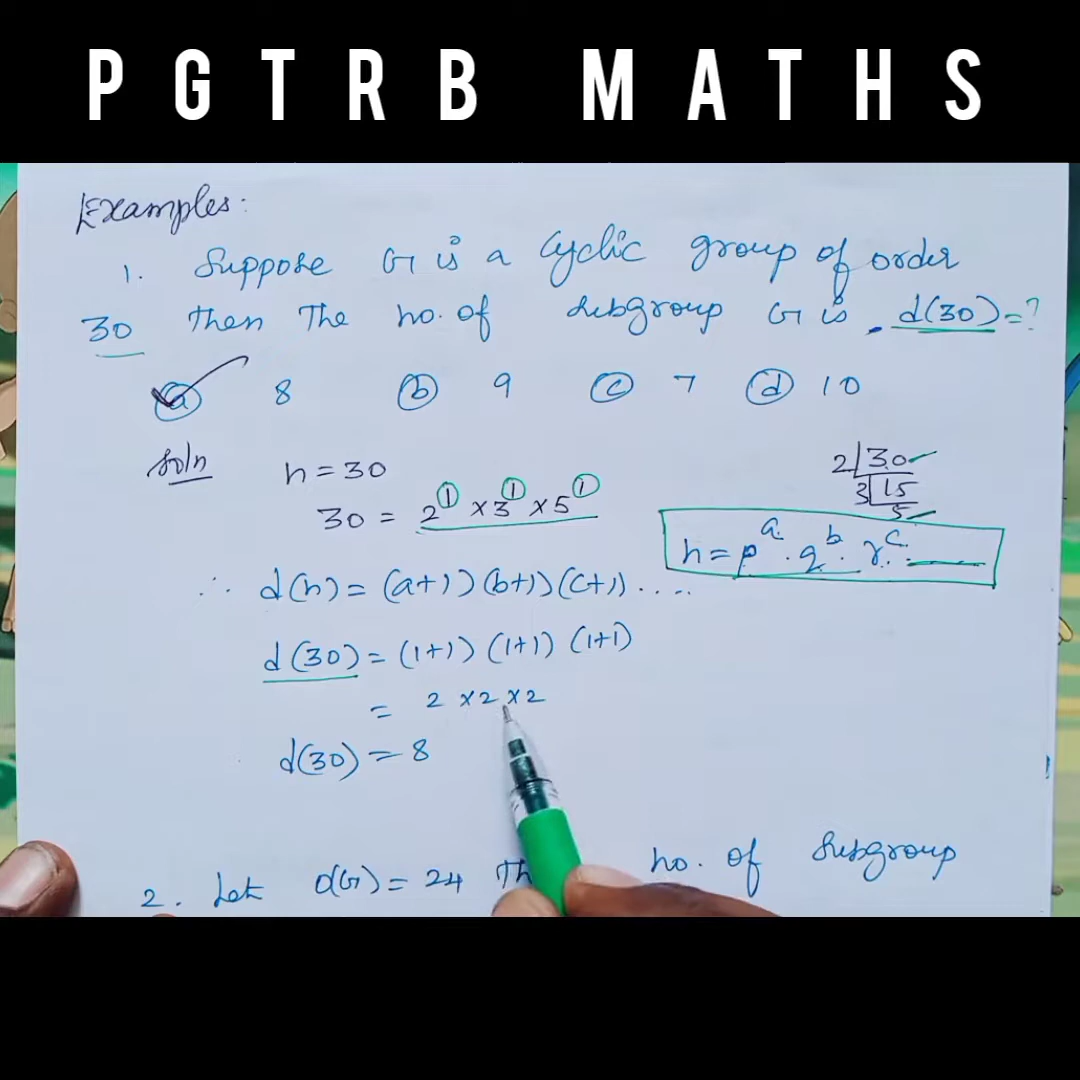 PGTRB MATHS
Examples:
1. Suppose G is a Cyclic group of order
30 then The no. of subgroup G is d(30)=?
(a) 8 (b) 9 (c) 7 (d) 10
Soln n = 30
2|30
3|15
5
30 = 2^1 × 3^1 × 5^1
n = p^a. q^b. r^c.
∴ d(n) = (a+1)(b+1)(c+1)....
d(30) = (1+1) (1+1) (1+1)
= 2 × 2 × 2
d(30) = 8
2. Let o(G) = 24 no. of subgroup